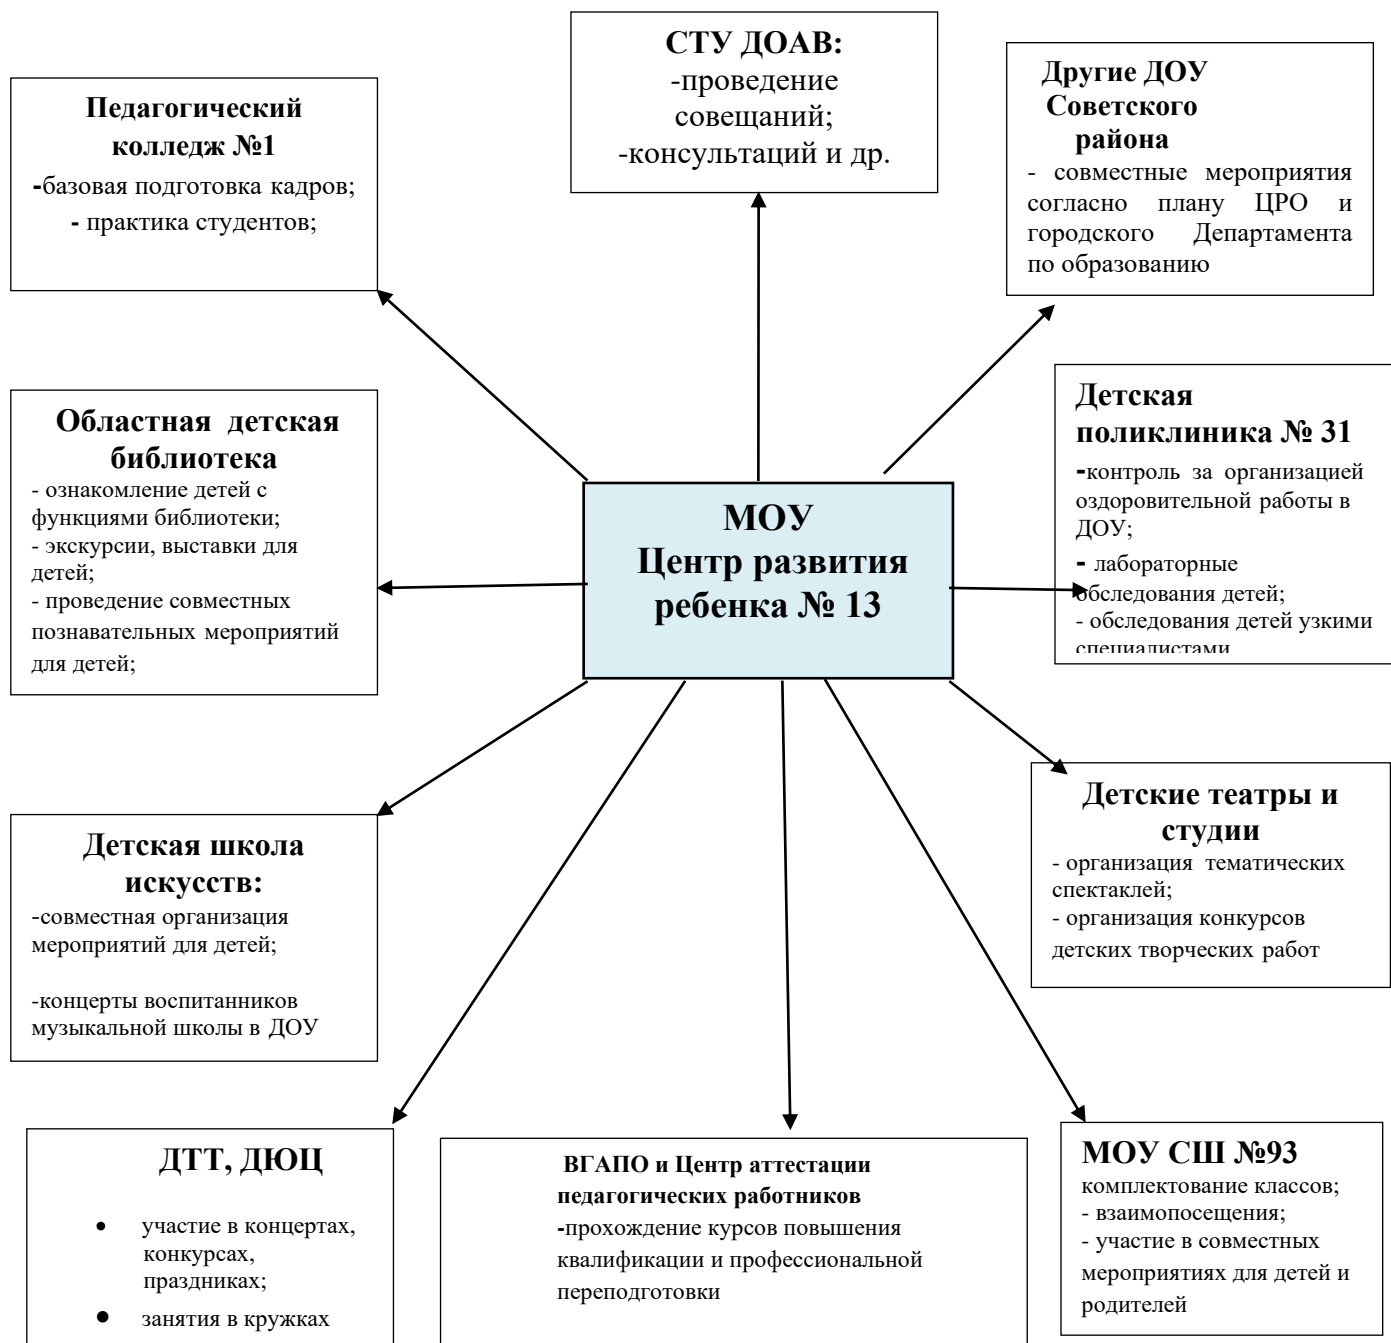 СТУ ДОАВ:
-проведение
совещаний;
-консультаций и др.
Другие ДОУ
Советского
района
- совместные мероприятия
согласно плану ЦРО и
городского Департамента
по образованию
Педагогический
колледж №1
-базовая подготовка кадров;
- практика студентов;
Областная детская
библиотека
- ознакомление детей с
функциями библиотеки;
- экскурсии, выставки для
детей;
- проведение совместных
познавательных мероприятий
для детей;
МОУ
Центр развития
ребенка № 13
Детская
поликлиника № 31
-контроль за организацией
оздоровительной работы в
ДОУ;
- лабораторные
обследования детей;
- обследования детей узкими
специалистами
Детская школа
искусств:
-совместная организация
мероприятий для детей;
-концерты воспитанников
музыкальной школы в ДОУ
Детские театры и
студии
- организация тематических
спектаклей;
- организация конкурсов
детских творческих работ
ДТТ, ДЮЦ
• участие в концертах,
конкурсах,
праздниках;
• занятия в кружках
ВГАПО и Центр аттестации
педагогических работников
-прохождение курсов повышения
квалификации и профессиональной
переподготовки
МОУ СШ №93
комплектование классов;
- взаимопосещения;
- участие в совместных
мероприятиях для детей и
родителей